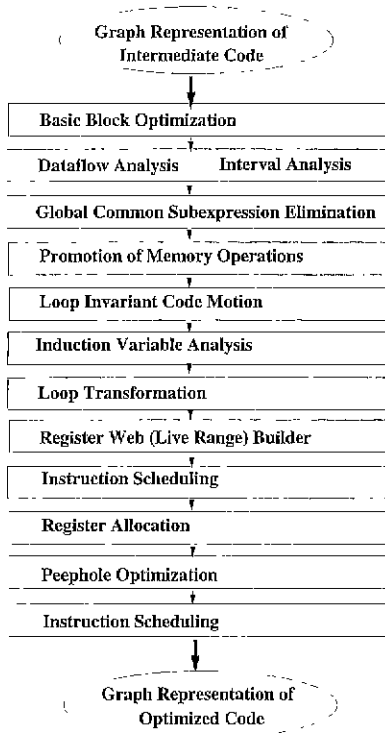 Graph Representation of
Intermediate Code
Basic Block Optimization
Dataflow Analysis Interval Analysis
Global Common Subexpression Elimination
Promotion of Memory Operations
Loop Invariant Code Motion
Induction Variable Analysis
Loop Transformation
Register Web (Live Range) Builder
Instruction Scheduling
Register Allocation
Peephole Optimization
Instruction Scheduling
Graph Representation of
Optimized Code